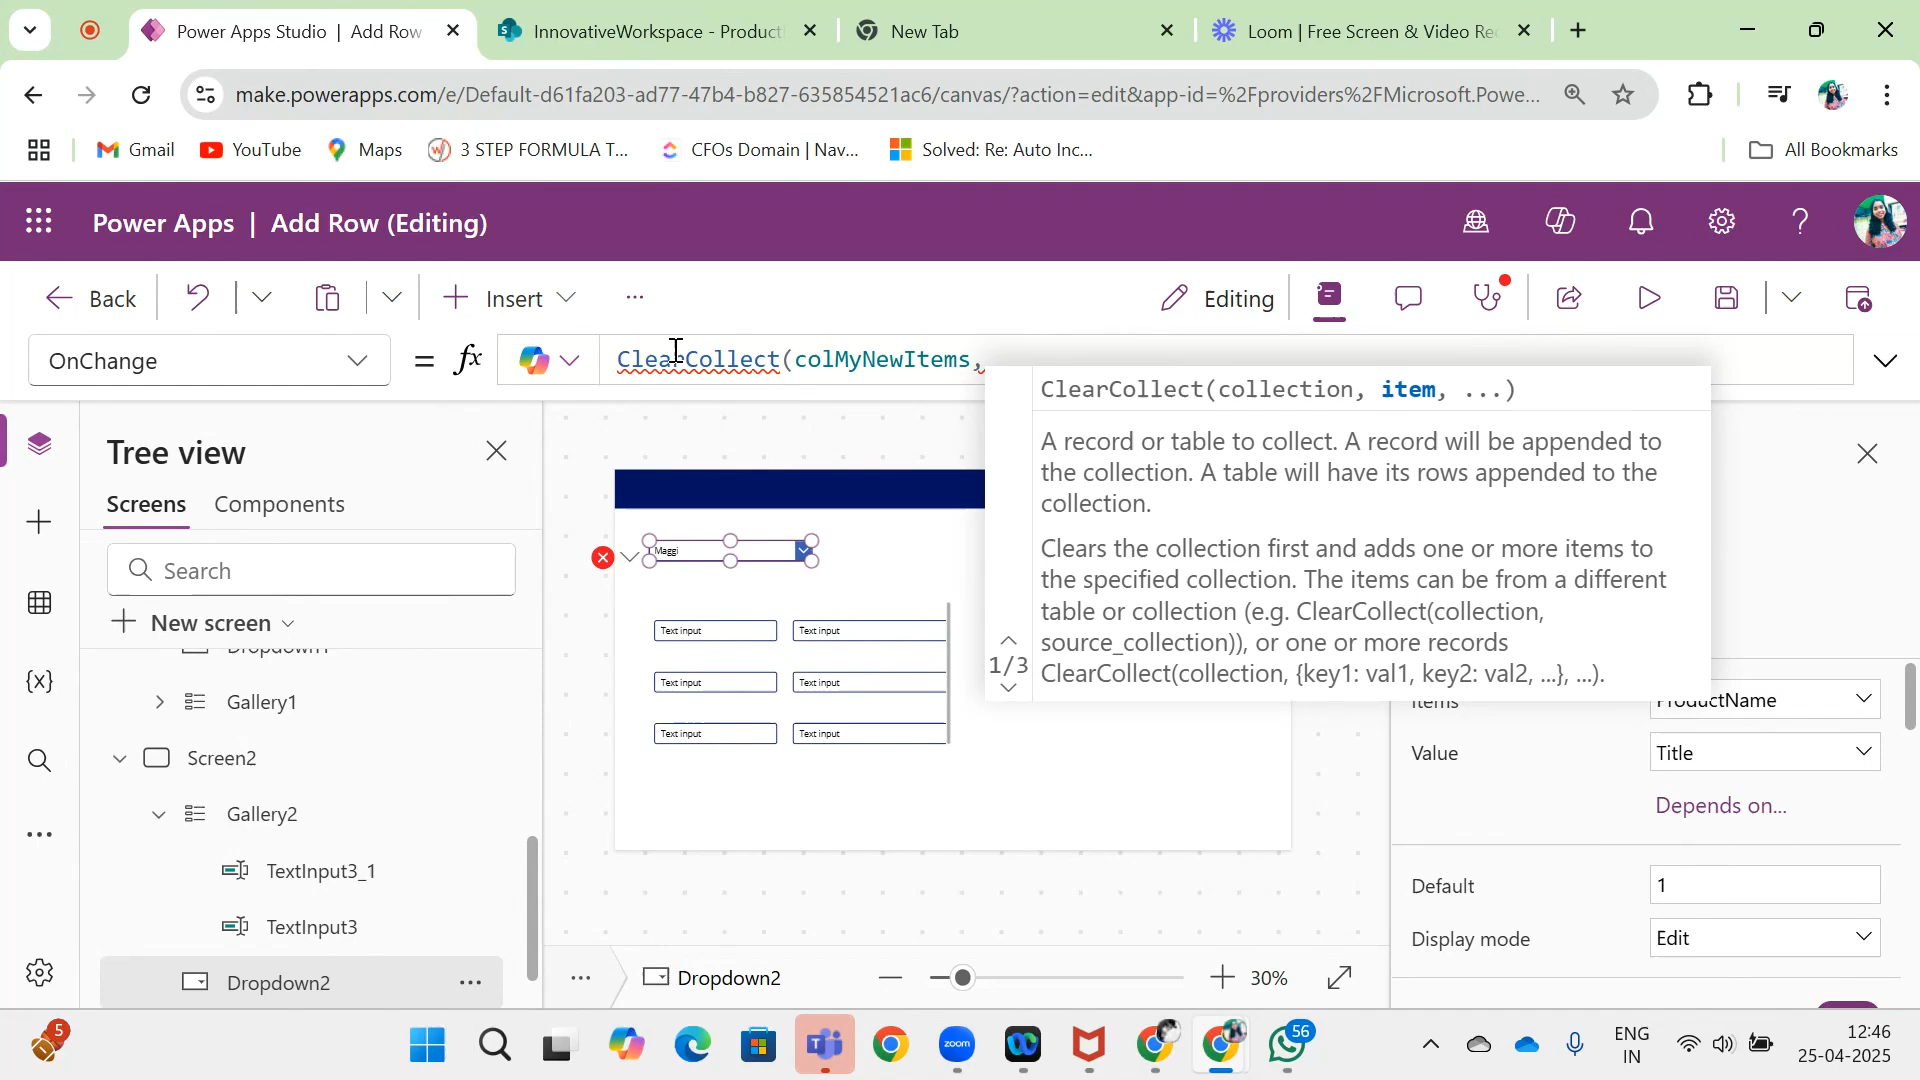 Power Apps Studio | Add Row
InnovativeWorkspace - Product
New Tab
Loom | Free Screen & Video Re
make.powerapps.com/e/Default-d61fa203-ad77-47b4-b827-635854521ac6/canvas/?action=edit&app-id=%2Fproviders%2FMicrosoft.Powe...
Gmail
YouTube
Maps
3 STEP FORMULA T...
CFOs Domain | Nav...
Solved: Re: Auto Inc...
All Bookmarks
Power Apps | Add Row (Editing)
Back
Insert
Editing
OnChange
= fx
ClearCollect(colMyNewItems,
ClearCollect(collection, item, ...)
A record or table to collect. A record will be appended to
the collection. A table will have its rows appended to the
collection.
Clears the collection first and adds one or more items to
the specified collection. The items can be from a different
table or collection (e.g. ClearCollect(collection,
source_collection)), or one or more records
ClearCollect(collection, {key1: val1, key2: val2, ...}, ...).
1/3
Tree view
Screens
Components
Search
New screen
Dropdown1
Gallery1
Screen2
Gallery2
TextInput3_1
TextInput3
Dropdown2
Maggi
Text input
Text input
Text input
Text input
Text input
Text input
Items
ProductName
Value
Title
Depends on...
Default
1
Display mode
Edit
Dropdown2
30%
5
zoom
56
ENG
IN
12:46
25-04-2025